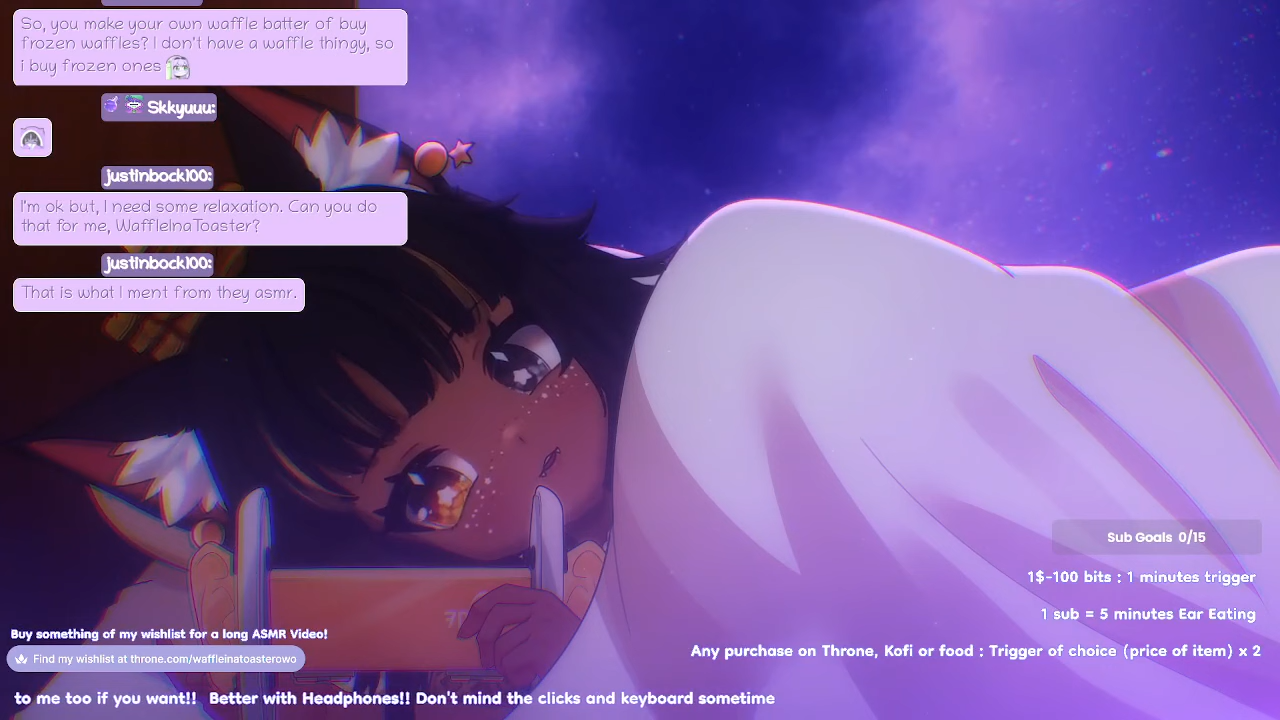 So, you make your own waffle batter of buy
frozen waffles? I don't have a waffle thingy, so
i buy frozen ones
Skkyuuu:
justinbock100:
I'm ok but, I need some relaxation. Can you do
that for me, WaffleInaToaster?
justinbock100:
That is what I ment from they asmr.
Sub Goals 0/15
1$-100 bits : 1 minutes trigger
1 sub = 5 minutes Ear Eating
Any purchase on Throne, Kofi or food : Trigger of choice (price of item) x 2
Buy something of my wishlist for a long ASMR Video!
Find my wishlist at throne.com/waffleinatoasterowo
to me too if you want!! Better with Headphones!! Don't mind the clicks and keyboard sometime